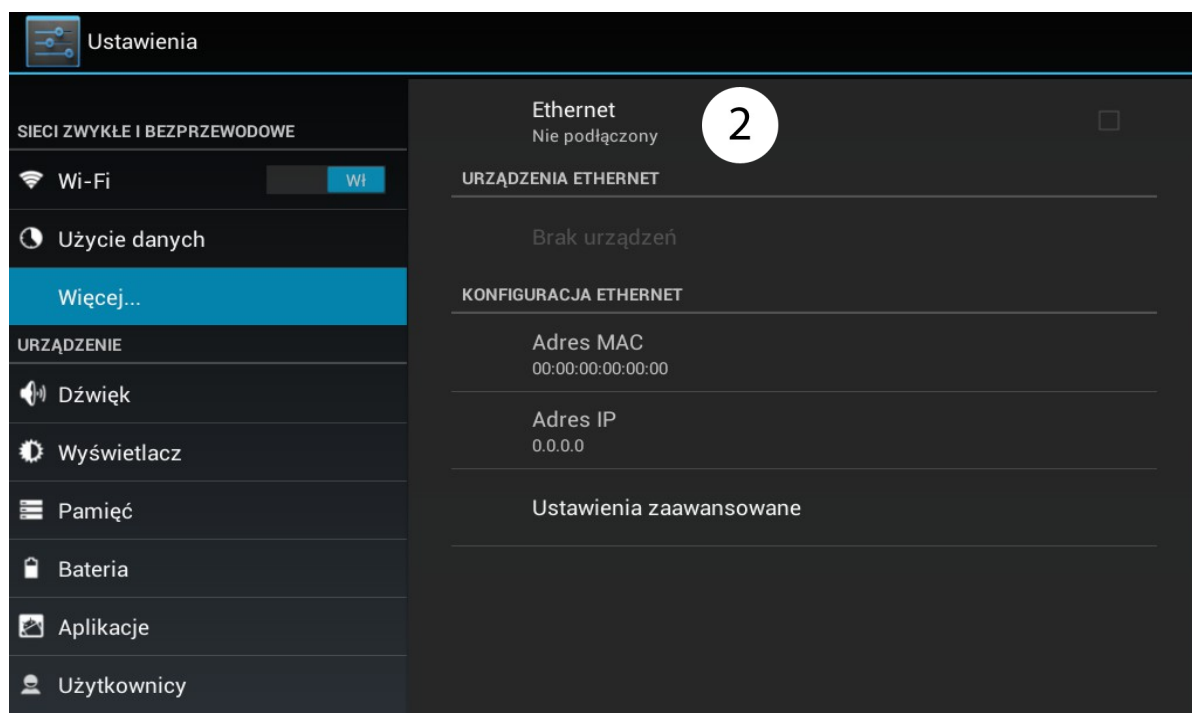 Ustawienia
SIECI ZWYKŁE I BEZPRZEWODOWE
Wi-Fi
Wł
Użycie danych
Więcej...
URZĄDZENIE
Dźwięk
Wyświetlacz
Pamięć
Bateria
Aplikacje
Użytkownicy
Ethernet
Nie podłączony
2
URZĄDZENIA ETHERNET
Brak urządzeń
KONFIGURACJA ETHERNET
Adres MAC
00:00:00:00:00:00
Adres IP
0.0.0.0
Ustawienia zaawansowane